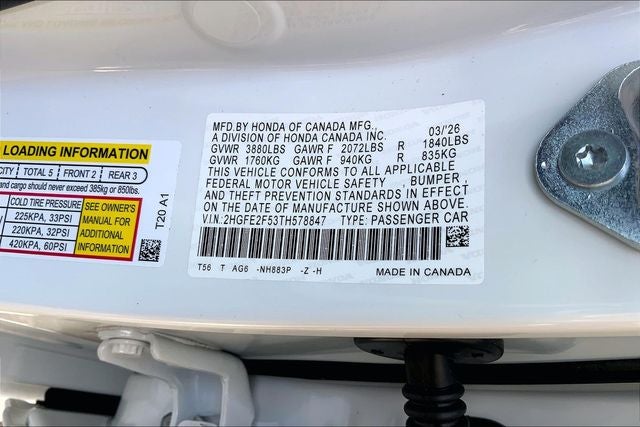 MFD.BY HONDA OF CANADA MFG., 03/'26
A DIVISION OF HONDA CANADA INC.
GVWR 3880LBS GAWR F 2072LBS R 1840LBS
GVWR 1760KG GAWR F 940KG R 835KG
THIS VEHICLE CONFORMS TO ALL APPLICABLE
FEDERAL MOTOR VEHICLE SAFETY , BUMPER ,
AND THEFT PREVENTION STANDARDS IN EFFECT
ON THE DATE OF MANUFACTURE SHOWN ABOVE.
V.I.N:2HGFE2F53TH578847 TYPE: PASSENGER CAR
T56 T AG6 -NH883P -Z -H MADE IN CANADA
LOADING INFORMATION
TOTAL 5 FRONT 2 REAR 3
and cargo should never exceed 385kg or 850lbs.
COLD TIRE PRESSURE
225KPA, 33PSI
220KPA, 32PSI
420KPA, 60PSI
SEE OWNER'S
MANUAL FOR
ADDITIONAL
INFORMATION
T20 A1